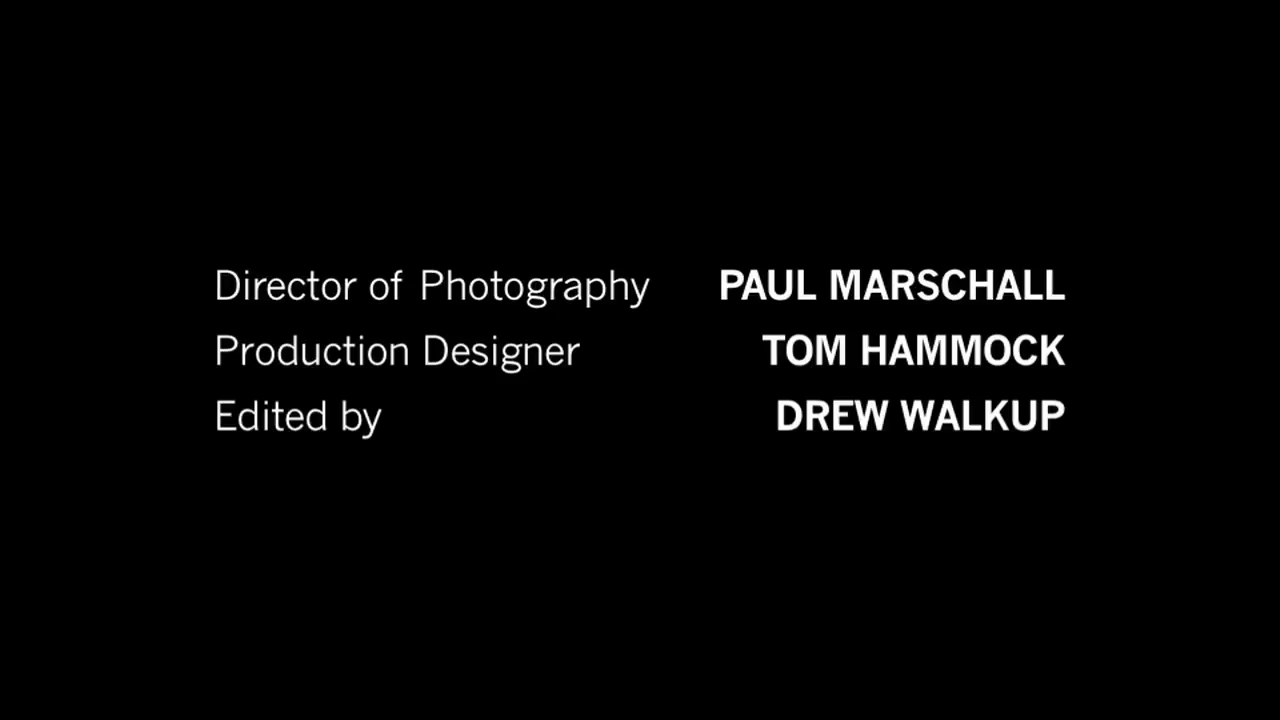 Director of Photography PAUL MARSCHALL
Production Designer TOM HAMMOCK
Edited by DREW WALKUP